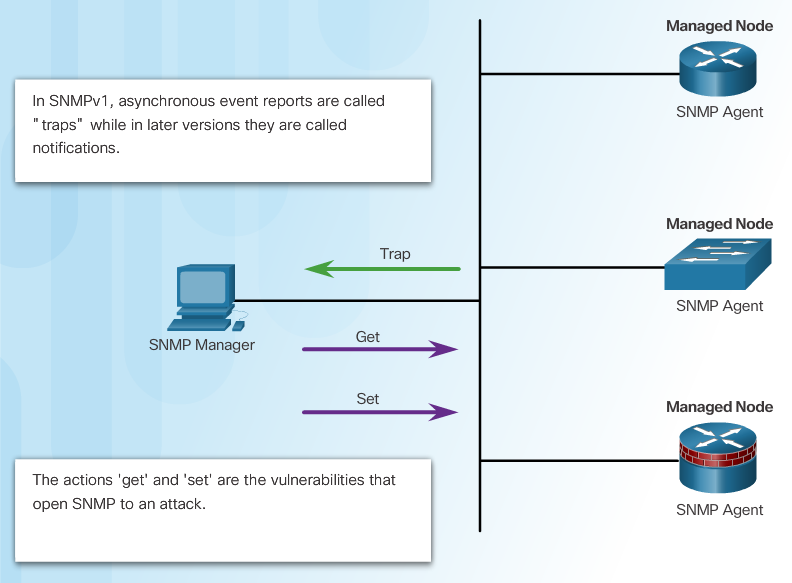 Managed Node
SNMP Agent
In SNMPv1, asynchronous event reports are called
"traps" while in later versions they are called
notifications.
Managed Node
SNMP Agent
Trap
SNMP Manager
Get
Set
Managed Node
SNMP Agent
The actions 'get' and 'set' are the vulnerabilities that
open SNMP to an attack.